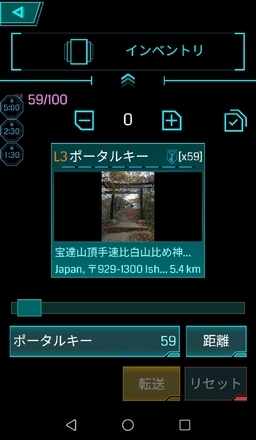 インベントリ
5:00
59/100
2:30
0
1:30
L3 ポータルキー [x59]
宝達山頂手速比白山比め神...
Japan, 〒929-1300 Ish... 5.4 km
ポータルキー 59
距離
転送
リセット